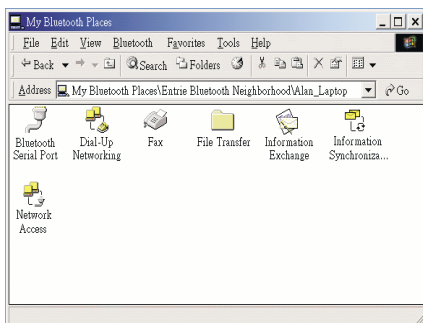 My Bluetooth Places
File Edit View Bluetooth Favorites Tools Help
Back Search Folders
Address My Bluetooth Places\Entrie Bluetooth Neighborhood\Alan_Laptop Go
Bluetooth Serial Port
Dial-Up Networking
Fax
File Transfer
Information Exchange
Information Synchroniza...
Network Access